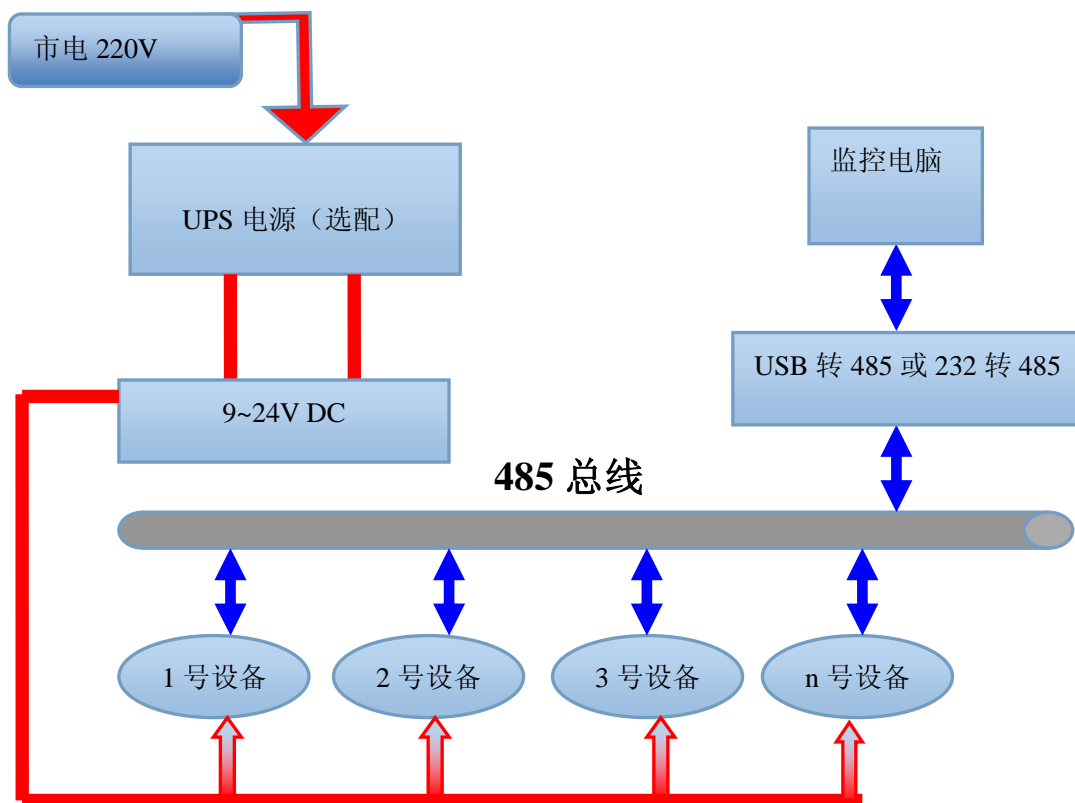 市电 220V
监控电脑
UPS 电源（选配）
USB 转 485 或 232 转 485
9~24V DC
485 总线
1 号设备
2 号设备
3 号设备
n 号设备